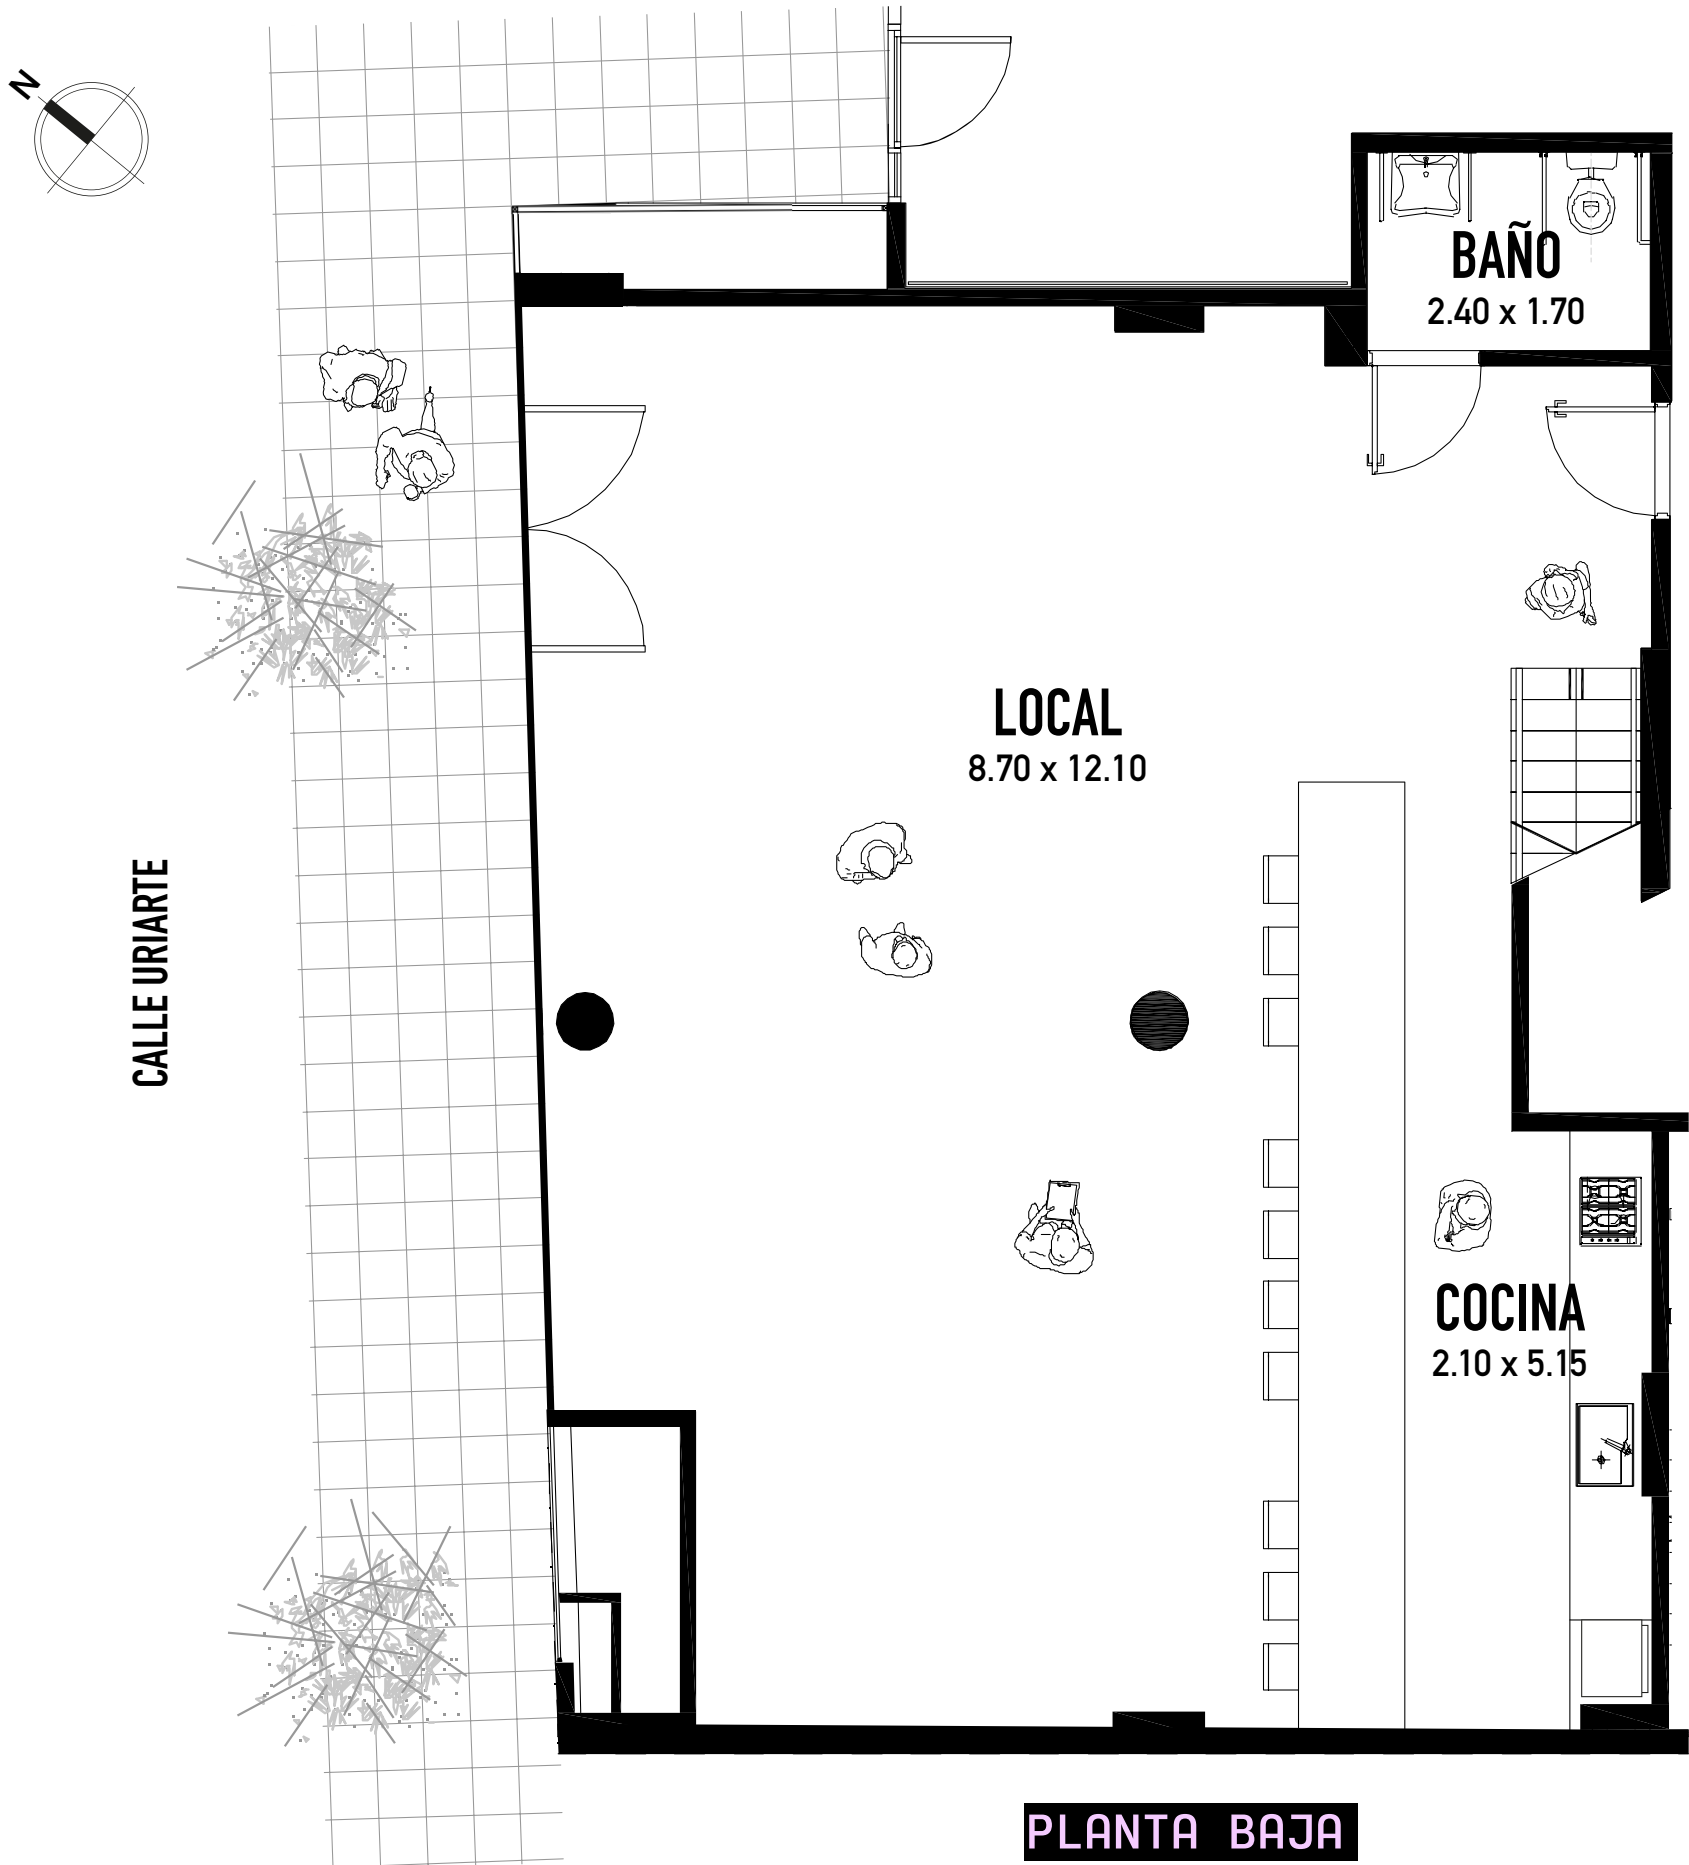 N
BAÑO
2.40 x 1.70
LOCAL
8.70 x 12.10
CALLE URIARTE
COCINA
2.10 x 5.15
PLANTA BAJA